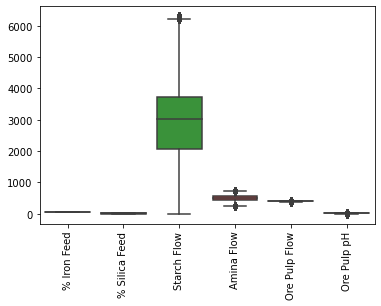 6000
5000
4000
3000
2000
1000
0
% Iron Feed
% Silica Feed
Starch Flow
Amina Flow
Ore Pulp Flow
Ore Pulp pH